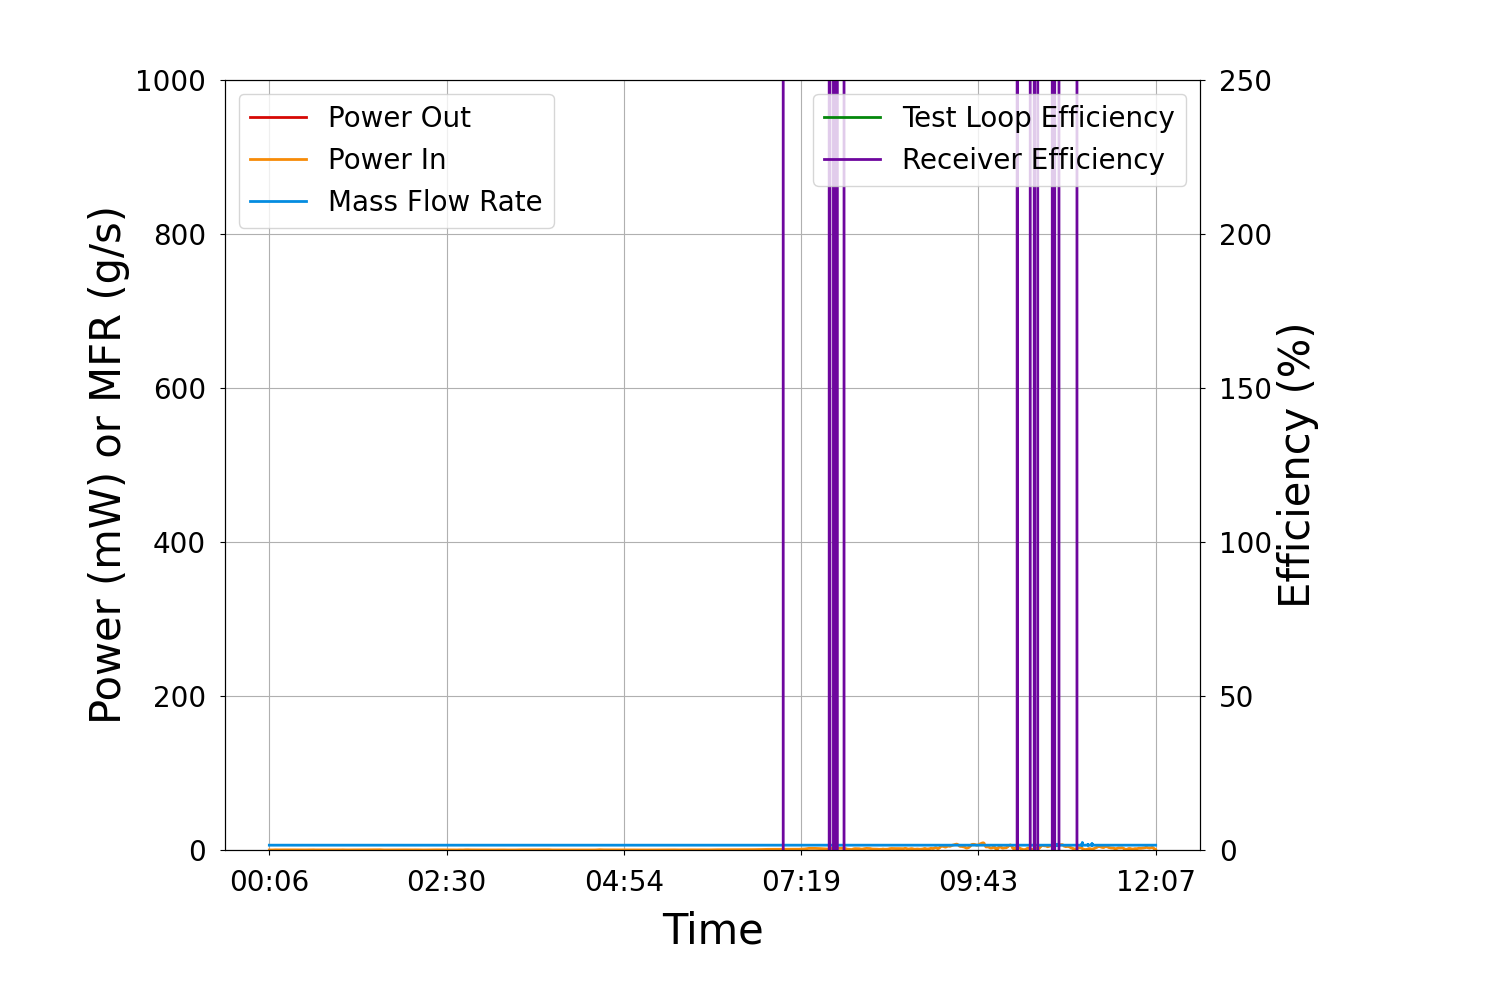 1000
800
600
400
200
0
Power (mW) or MFR (g/s)
Power Out
Power In
Mass Flow Rate
Test Loop Efficiency
Receiver Efficiency
250
200
150
100
50
0
Efficiency (%)
00:06 02:30 04:54 07:19 09:43 12:07
Time